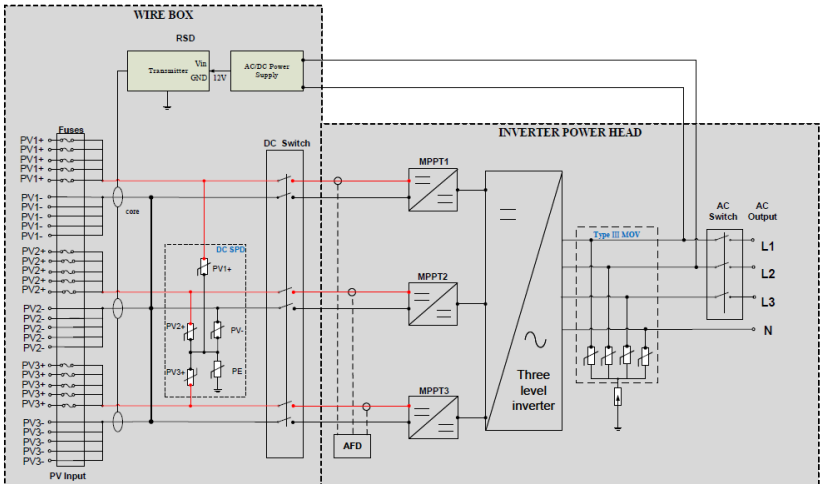 WIRE BOX
RSD
Transmitter
Vin
GND
12V
AC/DC Power
Supply
Fuses
DC Switch
INVERTER POWER HEAD
PV1+
PV1+
PV1+
PV1+
PV1+
PV1-
PV1-
PV1-
PV1-
PV1-
core
MPPT1
AC
Switch
AC
Output
DC SPD
PV1+
Type III MOV
L1
PV2+
PV2+
PV2+
PV2+
PV2+
L2
MPPT2
L3
PV2-
PV2-
PV2-
PV2-
PV2-
PV2+
PV-
N
PV3+
PE
PV3+
PV3+
PV3+
PV3+
PV3+
MPPT3
Three
level
inverter
PV3-
PV3-
PV3-
PV3-
PV3-
AFD
PV Input